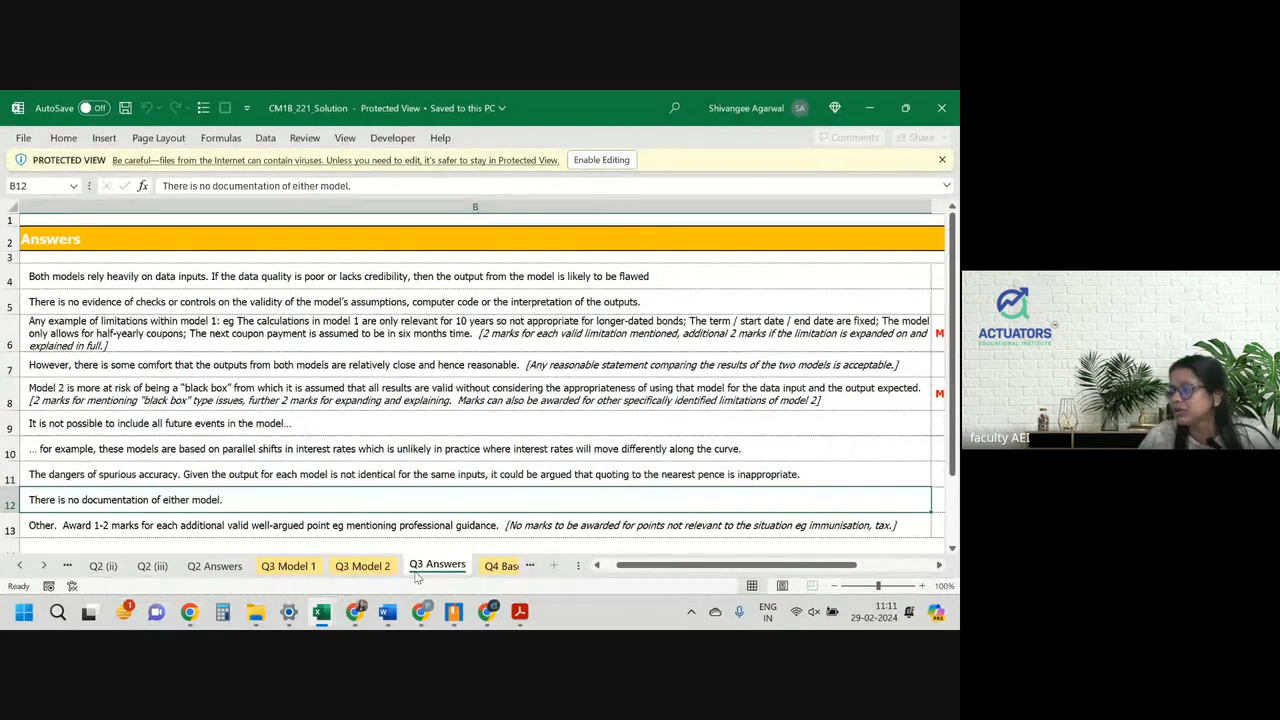 AutoSave Off CM1B_221_Solution • Protected View • Saved to this PC Shivangee Agarwal SA
File Home Insert Page Layout Formulas Data Review View Developer Help Comments Share
PROTECTED VIEW Be careful—files from the Internet can contain viruses. Unless you need to edit, it's safer to stay in Protected View. Enable Editing
B12 fx There is no documentation of either model.
B
1
2 Answers
3
4 Both models rely heavily on data inputs. If the data quality is poor or lacks credibility, then the output from the model is likely to be flawed
5 There is no evidence of checks or controls on the validity of the model's assumptions, computer code or the interpretation of the outputs.
Any example of limitations within model 1: eg The calculations in model 1 are only relevant for 10 years so not appropriate for longer-dated bonds; The term / start date / end date are fixed; The model
only allows for half-yearly coupons; The next coupon payment is assumed to be in six months time. [2 marks for each valid limitation mentioned, additional 2 marks if the limitation is expanded on and M
6 explained in full.]
7 However, there is some comfort that the outputs from both models are relatively close and hence reasonable. [Any reasonable statement comparing the results of the two models is acceptable.]
Model 2 is more at risk of being a "black box" from which it is assumed that all results are valid without considering the appropriateness of using that model for the data input and the output expected. M
8 [2 marks for mentioning "black box" type issues, further 2 marks for expanding and explaining. Marks can also be awarded for other specifically identified limitations of model 2]
9 It is not possible to include all future events in the model...
10 ... for example, these models are based on parallel shifts in interest rates which is unlikely in practice where interest rates will move differently along the curve.
11 The dangers of spurious accuracy. Given the output for each model is not identical for the same inputs, it could be argued that quoting to the nearest pence is inappropriate.
12 There is no documentation of either model.
13 Other. Award 1-2 marks for each additional valid well-argued point eg mentioning professional guidance. [No marks to be awarded for points not relevant to the situation eg immunisation, tax.]
Q2 (ii) Q2 (iii) Q2 Answers Q3 Model 1 Q3 Model 2 Q3 Answers Q4 Bas
Ready 100%
ENG 11:11
IN 29-02-2024
PRE
ACTUATORS
EDUCATIONAL INSTITUTE
faculty AEI